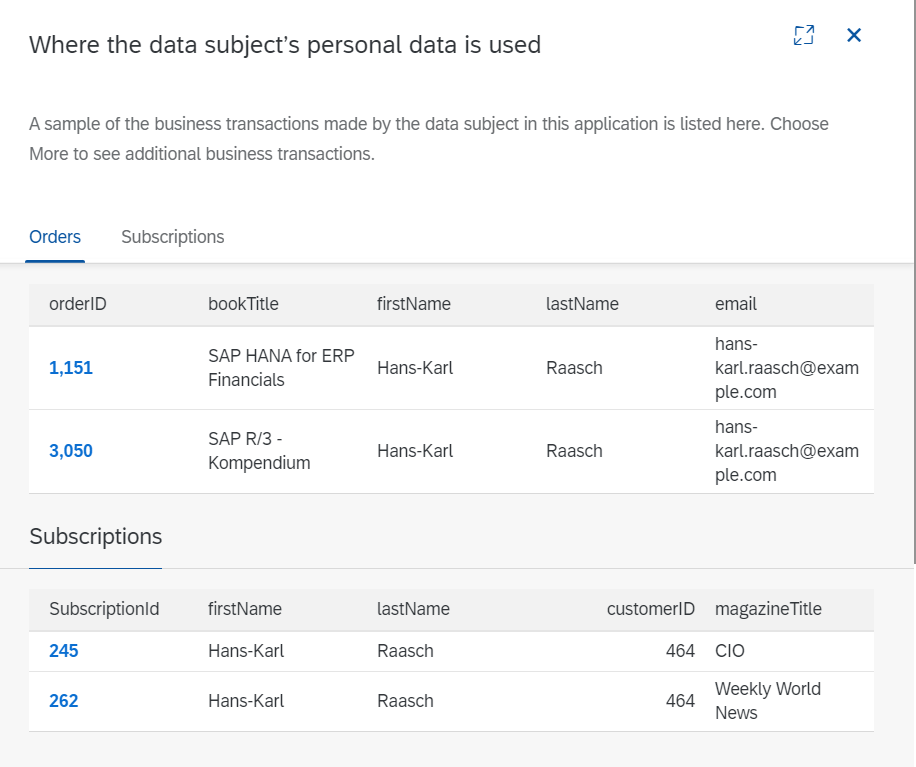 Where the data subject’s personal data is used
A sample of the business transactions made by the data subject in this application is listed here. Choose
More to see additional business transactions.
Orders Subscriptions
orderID bookTitle firstName lastName email
1,151 SAP HANA for ERP Financials Hans-Karl Raasch hans-karl.raasch@example.com
3,050 SAP R/3 - Kompendium Hans-Karl Raasch hans-karl.raasch@example.com
Subscriptions
SubscriptionId firstName lastName customerID magazineTitle
245 Hans-Karl Raasch 464 CIO
262 Hans-Karl Raasch 464 Weekly World News